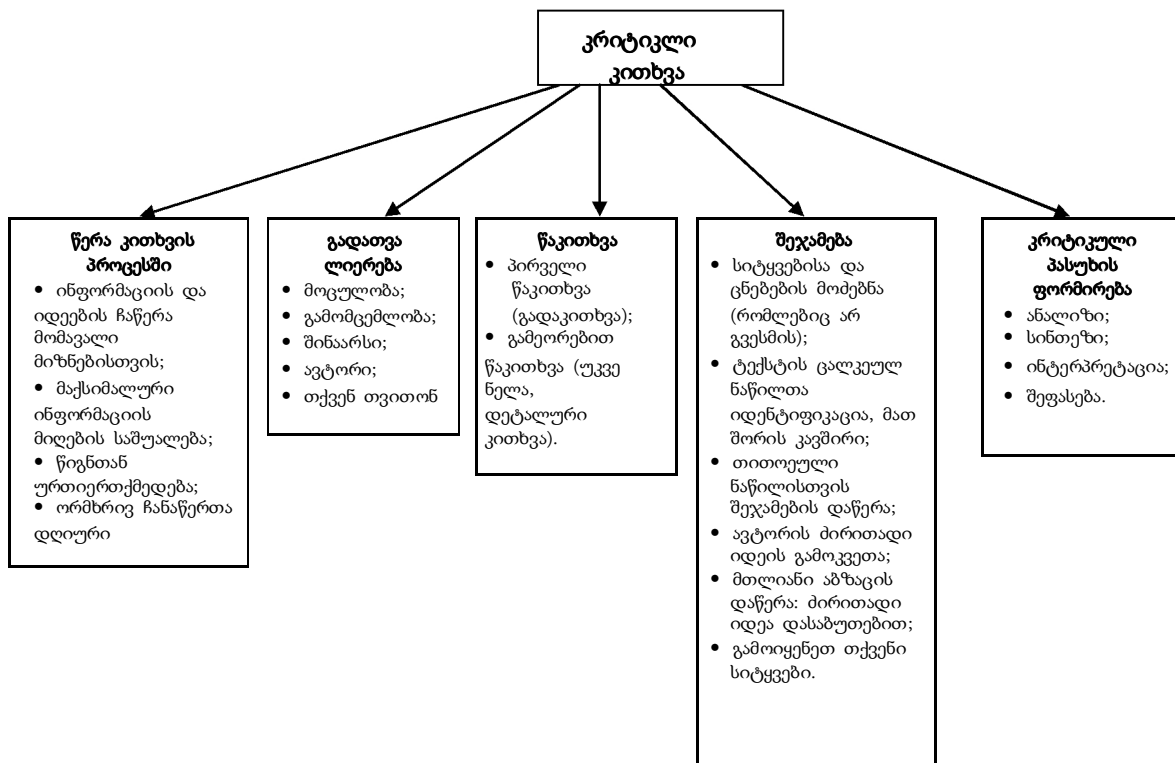 კრიტიკლი
კითხვა
წერა კითხვის
პროცესში
• ინფორმაციის და
იდეების ჩაწერა
მომავალი
მიზნებისთვის;
• მაქსიმალური
ინფორმაციის
მიღების საშუალება;
• წიგნთან
ურთიერთქმედება;
• ორმხრივ ჩანაწერთა
დღიური
გადათვა
ლიერება
• მოცულობა;
• გამომცემლობა;
• შინაარსი;
• ავტორი;
• თქვენ თვითონ
წაკითხვა
• პირველი
წაკითხვა
(გადაკითხვა);
• გამეორებით
წაკითხვა (უკვე
ნელა,
დეტალური
კითხვა).
შეჯამება
• სიტყვებისა და
ცნებების მოძებნა
(რომლებიც არ
გვესმის);
• ტექსტის ცალკეულ
ნაწილთა
იდენტიფიკაცია, მათ
შორის კავშირი;
• თითოეული
ნაწილისთვის
შეჯამების დაწერა;
• ავტორის ძირითადი
იდეის გამოკვეთა;
• მთლიანი აბზაცის
დაწერა: ძირითადი
იდეა დასაბუთებით;
• გამოიყენეთ თქვენი
სიტყვები.
კრიტიკული
პასუხის
ფორმირება
• ანალიზი;
• სინთეზი;
• ინტერპრეტაცია;
• შეფასება.